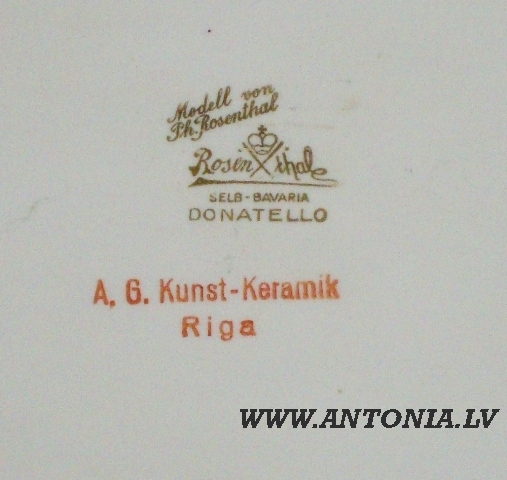 Modell von
Ph. Rosenthal
Rosenthal
SELB - BAVARIA
DONATELLO
A. G. Kunst-Keramik
Riga
WWW.ANTONIA.LV